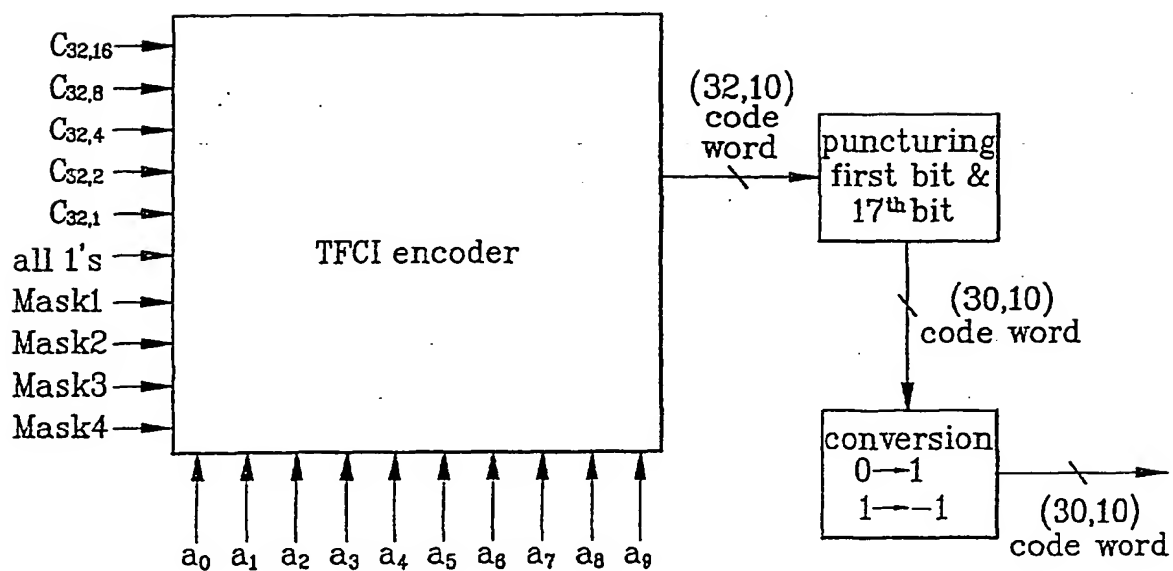 C32,16
C32,8
C32,4
C32,2
C32,1
all 1's
Mask1
Mask2
Mask3
Mask4
TFCI encoder
a0 a1 a2 a3 a4 a5 a6 a7 a8 a9
(32,10)
code
word
puncturing
first bit &
17th bit
(30,10)
code word
conversion
0→1
1→-1
(30,10)
code word